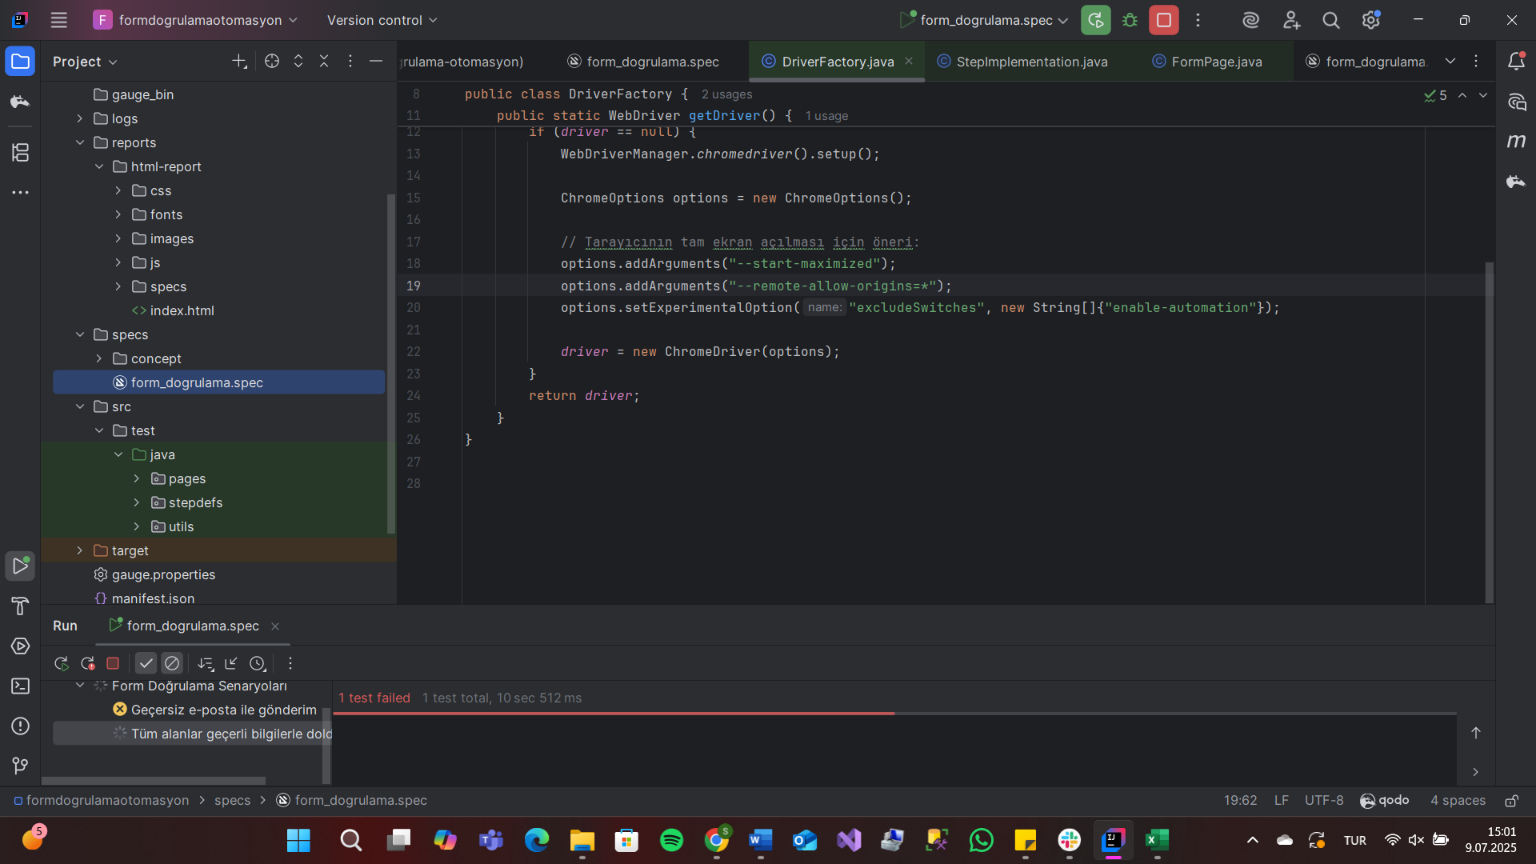 F formdogrulamaotomasyon Version control form_dogrulama.spec
Project
rulama-otomasyon) form_dogrulama.spec DriverFactory.java StepImplementation.java FormPage.java form_dogrulama.
gauge_bin
logs
reports
html-report
css
fonts
images
js
specs
<> index.html
specs
concept
form_dogrulama.spec
src
test
java
pages
stepdefs
utils
target
gauge.properties
{} manifest.json
8 public class DriverFactory { 2 usages
5
11 public static WebDriver getDriver() { 1 usage
12 if (driver == null) {
13 WebDriverManager.chromedriver().setup();
14
15 ChromeOptions options = new ChromeOptions();
16
17 // Tarayıcının tam ekran açılması için öneri:
18 options.addArguments("--start-maximized");
19 options.addArguments("--remote-allow-origins=*");
20 options.setExperimentalOption( name: "excludeSwitches", new String[]{"enable-automation"});
21
22 driver = new ChromeDriver(options);
23 }
24 return driver;
25 }
26 }
27
28
m
Run form_dogrulama.spec
Form Doğrulama Senaryoları
Geçersiz e-posta ile gönderim
Tüm alanlar geçerli bilgilerle dold
1 test failed 1 test total, 10 sec 512 ms
formdogrulamaotomasyon > specs > form_dogrulama.spec 19:62 LF UTF-8 qodo 4 spaces
5
S
TUR
15:01
9.07.2025